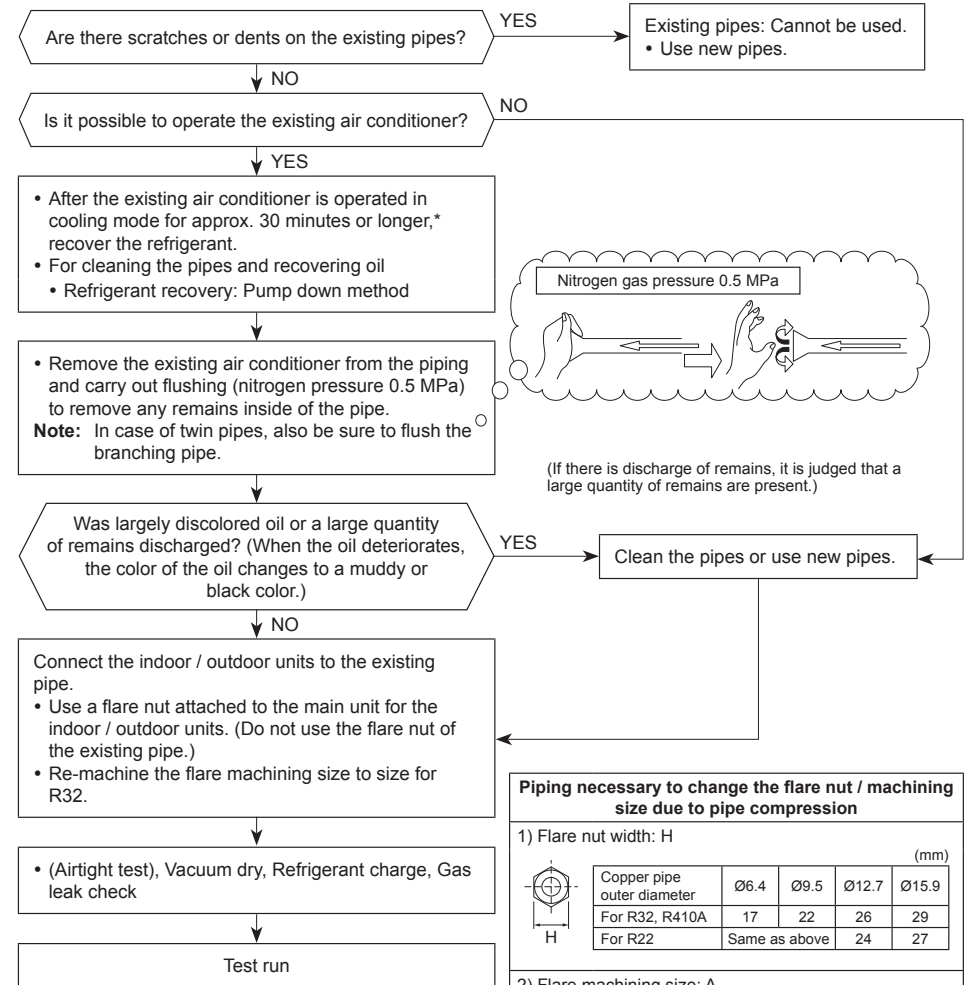 Are there scratches or dents on the existing pipes?
YES
Existing pipes: Cannot be used.
• Use new pipes.
NO
Is it possible to operate the existing air conditioner?
NO
YES
• After the existing air conditioner is operated in
cooling mode for approx. 30 minutes or longer,*
recover the refrigerant.
• For cleaning the pipes and recovering oil
• Refrigerant recovery: Pump down method
Nitrogen gas pressure 0.5 MPa
• Remove the existing air conditioner from the piping
and carry out flushing (nitrogen pressure 0.5 MPa)
to remove any remains inside of the pipe.
Note: In case of twin pipes, also be sure to flush the
branching pipe.
(If there is discharge of remains, it is judged that a
large quantity of remains are present.)
Was largely discolored oil or a large quantity
of remains discharged? (When the oil deteriorates,
the color of the oil changes to a muddy or
black color.)
YES
Clean the pipes or use new pipes.
NO
Connect the indoor / outdoor units to the existing
pipe.
• Use a flare nut attached to the main unit for the
indoor / outdoor units. (Do not use the flare nut of
the existing pipe.)
• Re-machine the flare machining size to size for
R32.
• (Airtight test), Vacuum dry, Refrigerant charge, Gas
leak check
Test run
Piping necessary to change the flare nut / machining
size due to pipe compression
1) Flare nut width: H
(mm)
H
Copper pipe
outer diameter Ø6.4 Ø9.5 Ø12.7 Ø15.9
For R32, R410A 17 22 26 29
For R22 Same as above 24 27
2) Flare machining size: A